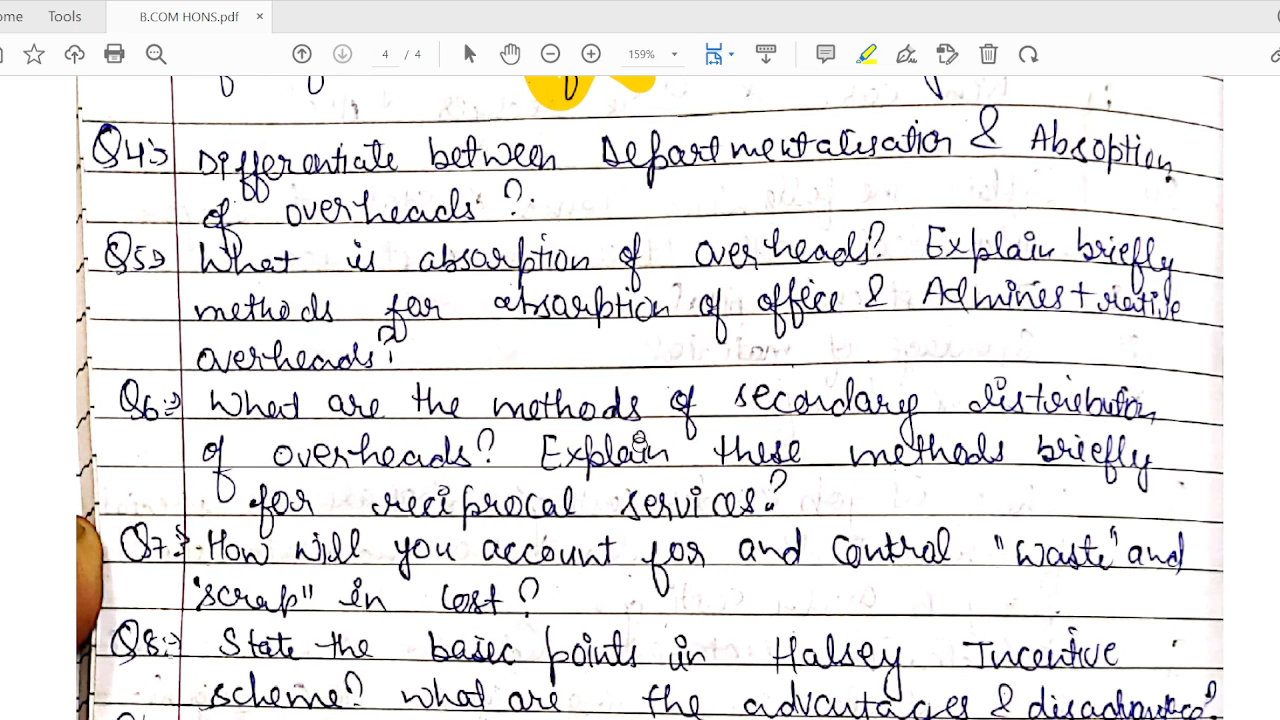 ome Tools B.COM HONS.pdf ×
4 / 4 159%
Q4:> Differentiate between Departmentalisation & Absoption
of overheads?
Q5:> What is absorption of overheads? Explain briefly
methods for absorption of office & Administrative
overheads?
Q6:> What are the methods of secondary distribution
of overheads? Explain these methods briefly
for reciprocal services?
Q7:> How will you account for and control "waste" and
"scrap" in cost?
Q8:> State the basic points in Halsey Incentive
scheme? What are the advantages & disadvantage?